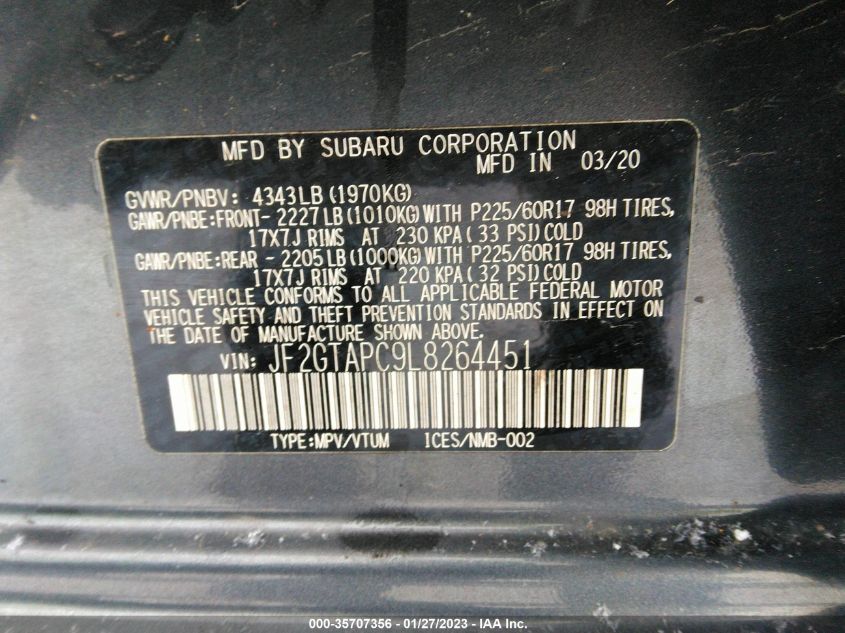 MFD BY SUBARU CORPORATION
MFD IN 03/20
GVWR/PNBV: 4343LB (1970KG)
GAWR/PNBE:FRONT- 2227LB (1010KG) WITH P225/60R17 98H TIRES,
17X7J RIMS AT 230 KPA (33 PSI) COLD
GAWR/PNBE:REAR - 2205LB (1000KG) WITH P225/60R17 98H TIRES,
17X7J RIMS AT 220 KPA (32 PSI) COLD
THIS VEHICLE CONFORMS TO ALL APPLICABLE FEDERAL MOTOR
VEHICLE SAFETY AND THEFT PREVENTION STANDARDS IN EFFECT ON
THE DATE OF MANUFACTURE SHOWN ABOVE.
VIN: JF2GTAPC9L8264451
TYPE:MPV/VTUM ICES/NMB-002
000-35707356 - 01/27/2023 - IAA Inc.